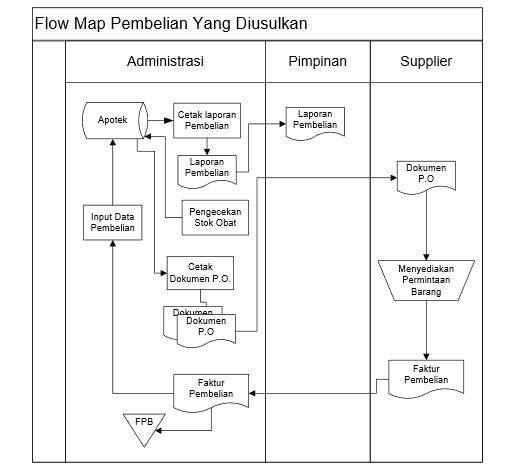 Flow Map Pembelian Yang Diusulkan
Administrasi
Pimpinan
Supplier
Apotek
Cetak laporan
Pembelian
Laporan
Pembelian
Laporan
Pembelian
Dokumen
P.O
Input Data
Pembelian
Pengecekan
Stok Obat
Cetak
Dokumen P.O.
Menyediakan
Permintaan
Barang
Dokumen
Dokumen
P.O
Faktur
Pembelian
Faktur
Pembelian
FPB